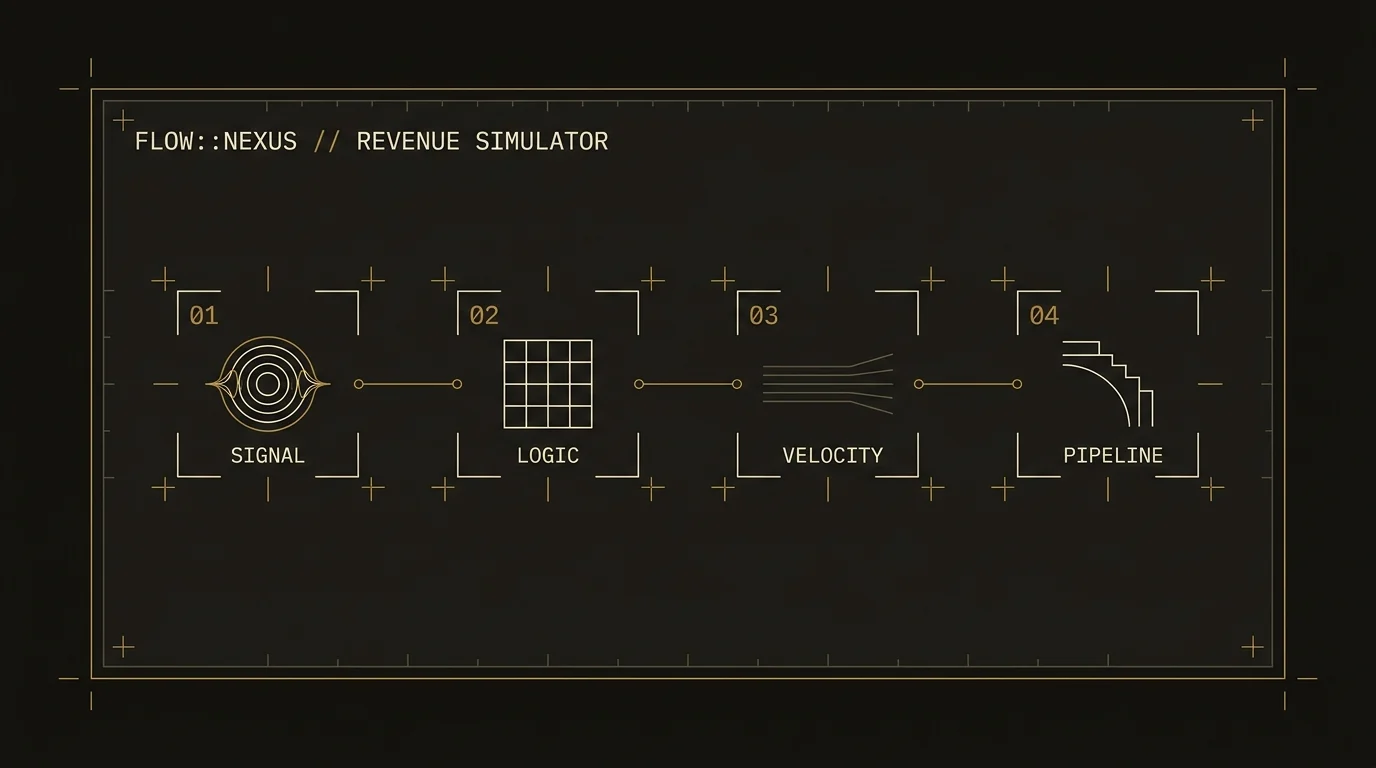 FLOW::NEXUS // REVENUE SIMULATOR
01
02
03
04
SIGNAL
LOGIC
VELOCITY
PIPELINE